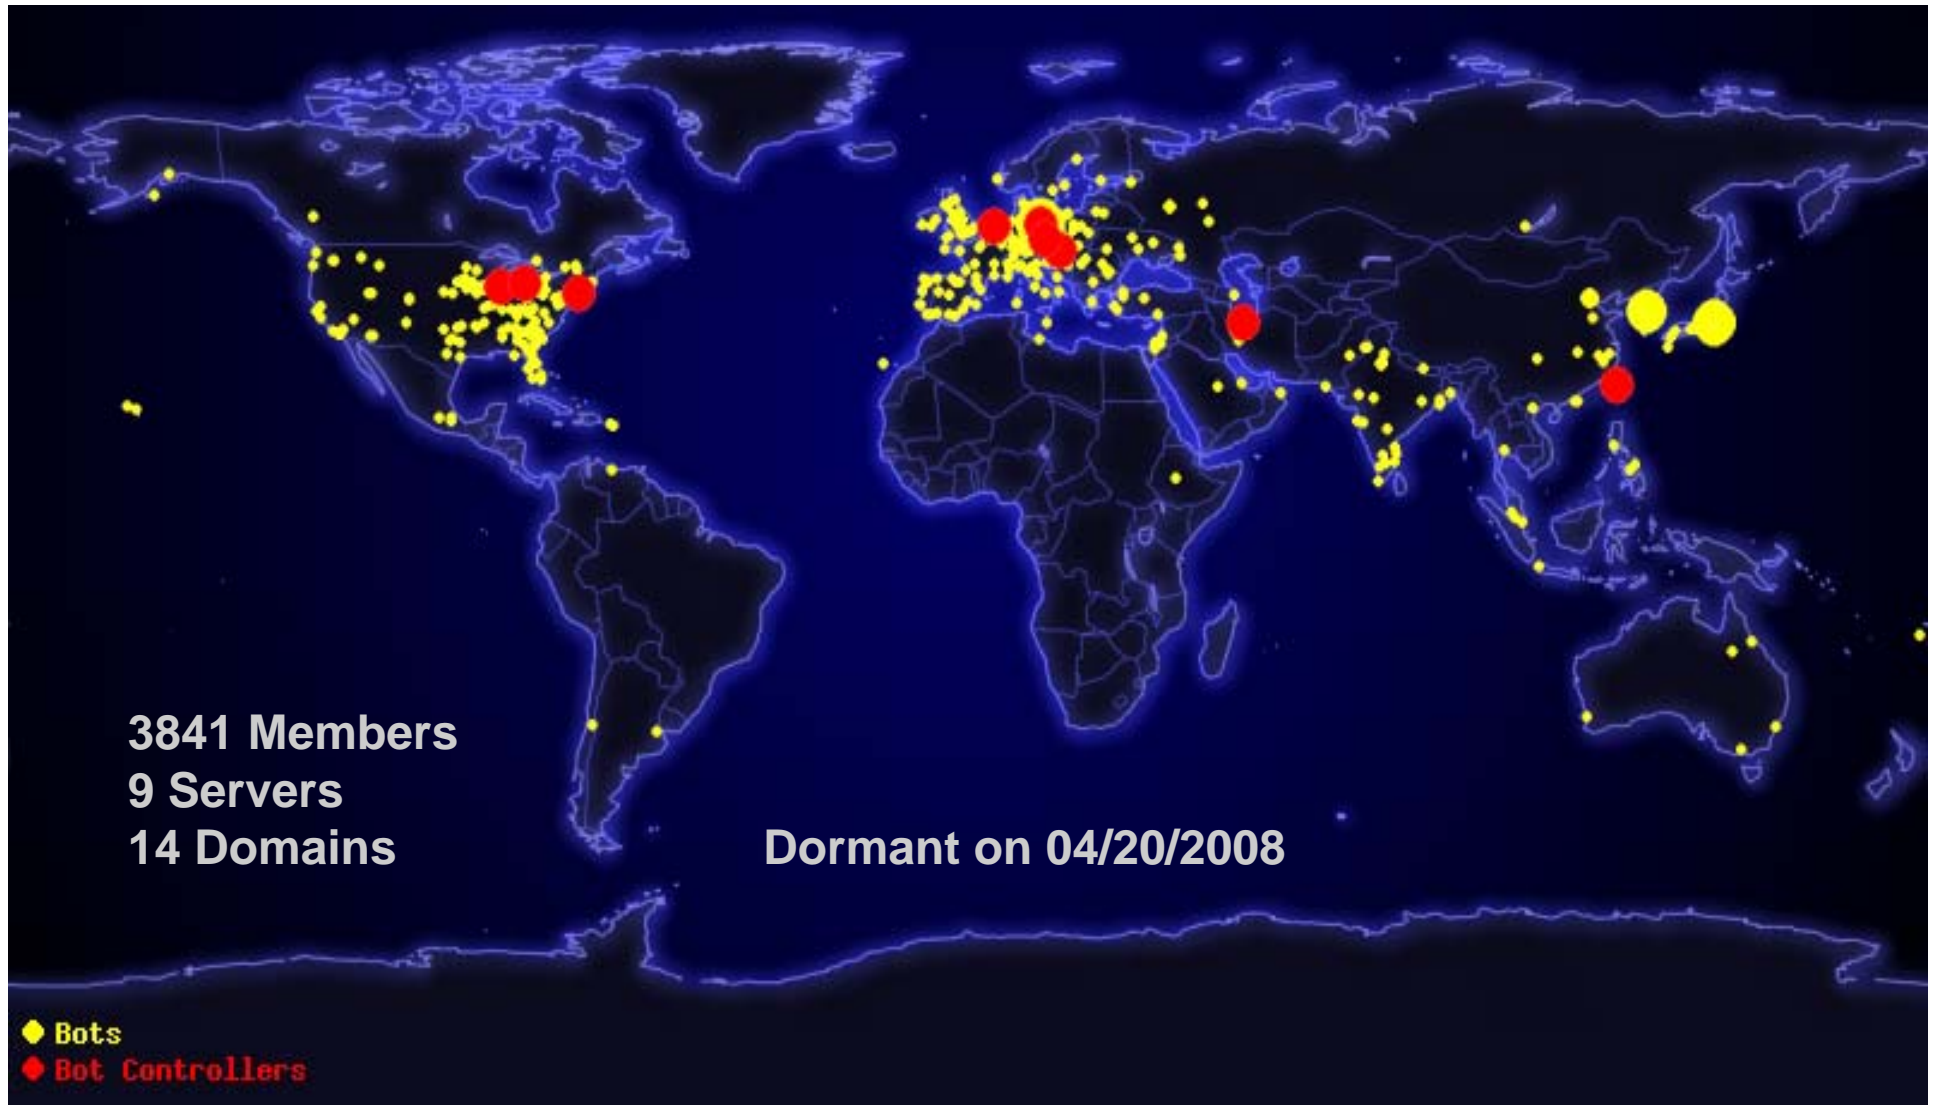 3841 Members
9 Servers
14 Domains
Dormant on 04/20/2008
Bots
Bot Controllers